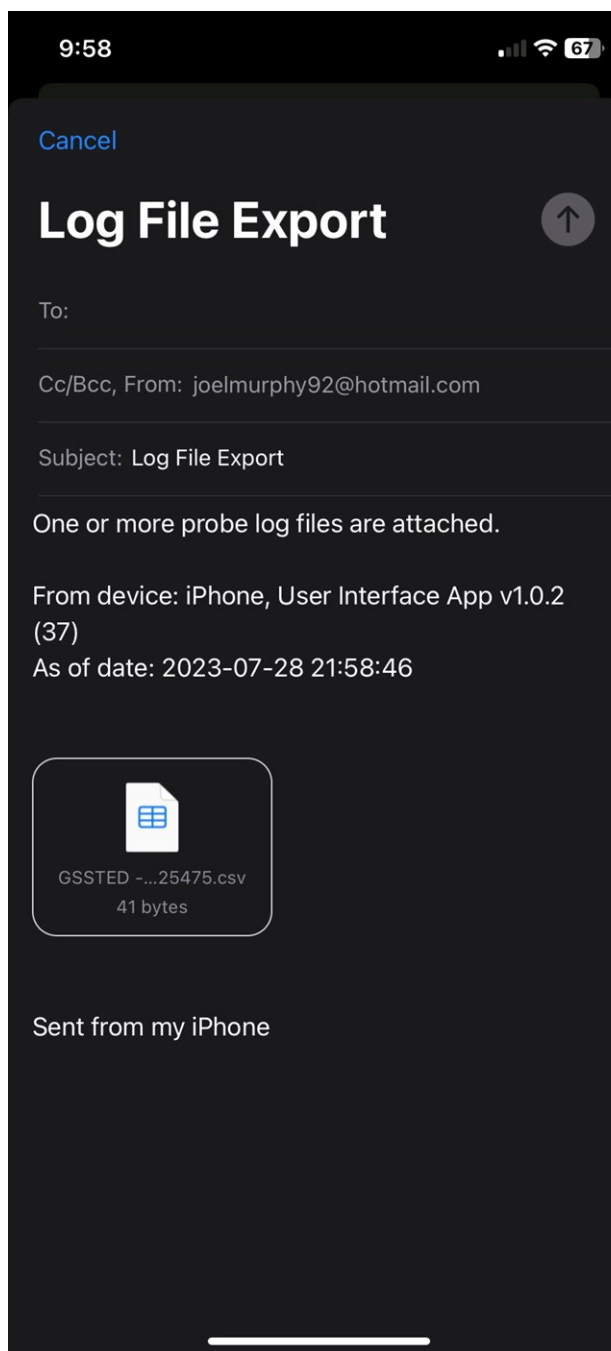 9:58
67
Cancel
Log File Export
To:
Cc/Bcc, From: joelmurphy92@hotmail.com
Subject: Log File Export
One or more probe log files are attached.
From device: iPhone, User Interface App v1.0.2
(37)
As of date: 2023-07-28 21:58:46
GSSTED -...25475.csv
41 bytes
Sent from my iPhone